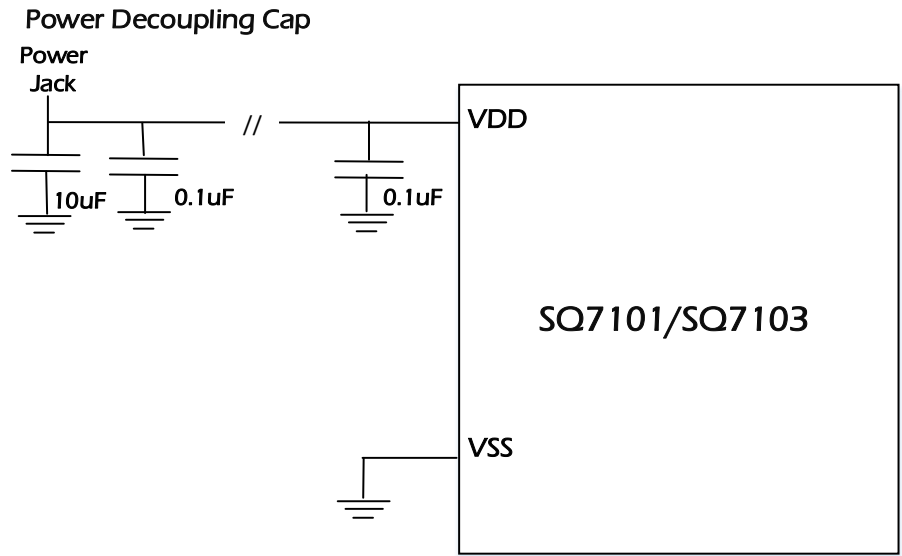 Power Decoupling Cap
Power
Jack
//
VDD
10uF
0.1uF
0.1uF
SQ7101/SQ7103
VSS